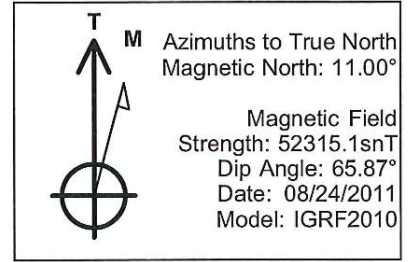 T
M
Azimuths to True North
Magnetic North: 11.00°
Magnetic Field
Strength: 52315.1snT
Dip Angle: 65.87°
Date: 08/24/2011
Model: IGRF2010